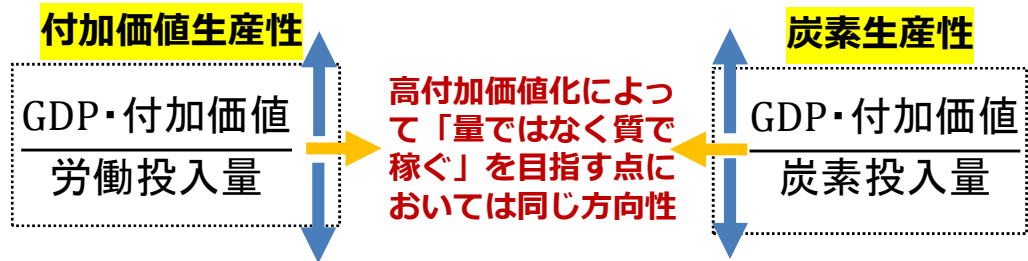 付加価値生産性
GDP・付加価値
労働投入量
高付加価値化によっ
て「量ではなく質で
稼ぐ」を目指す点に
おいては同じ方向性
炭素生産性
GDP・付加価値
炭素投入量